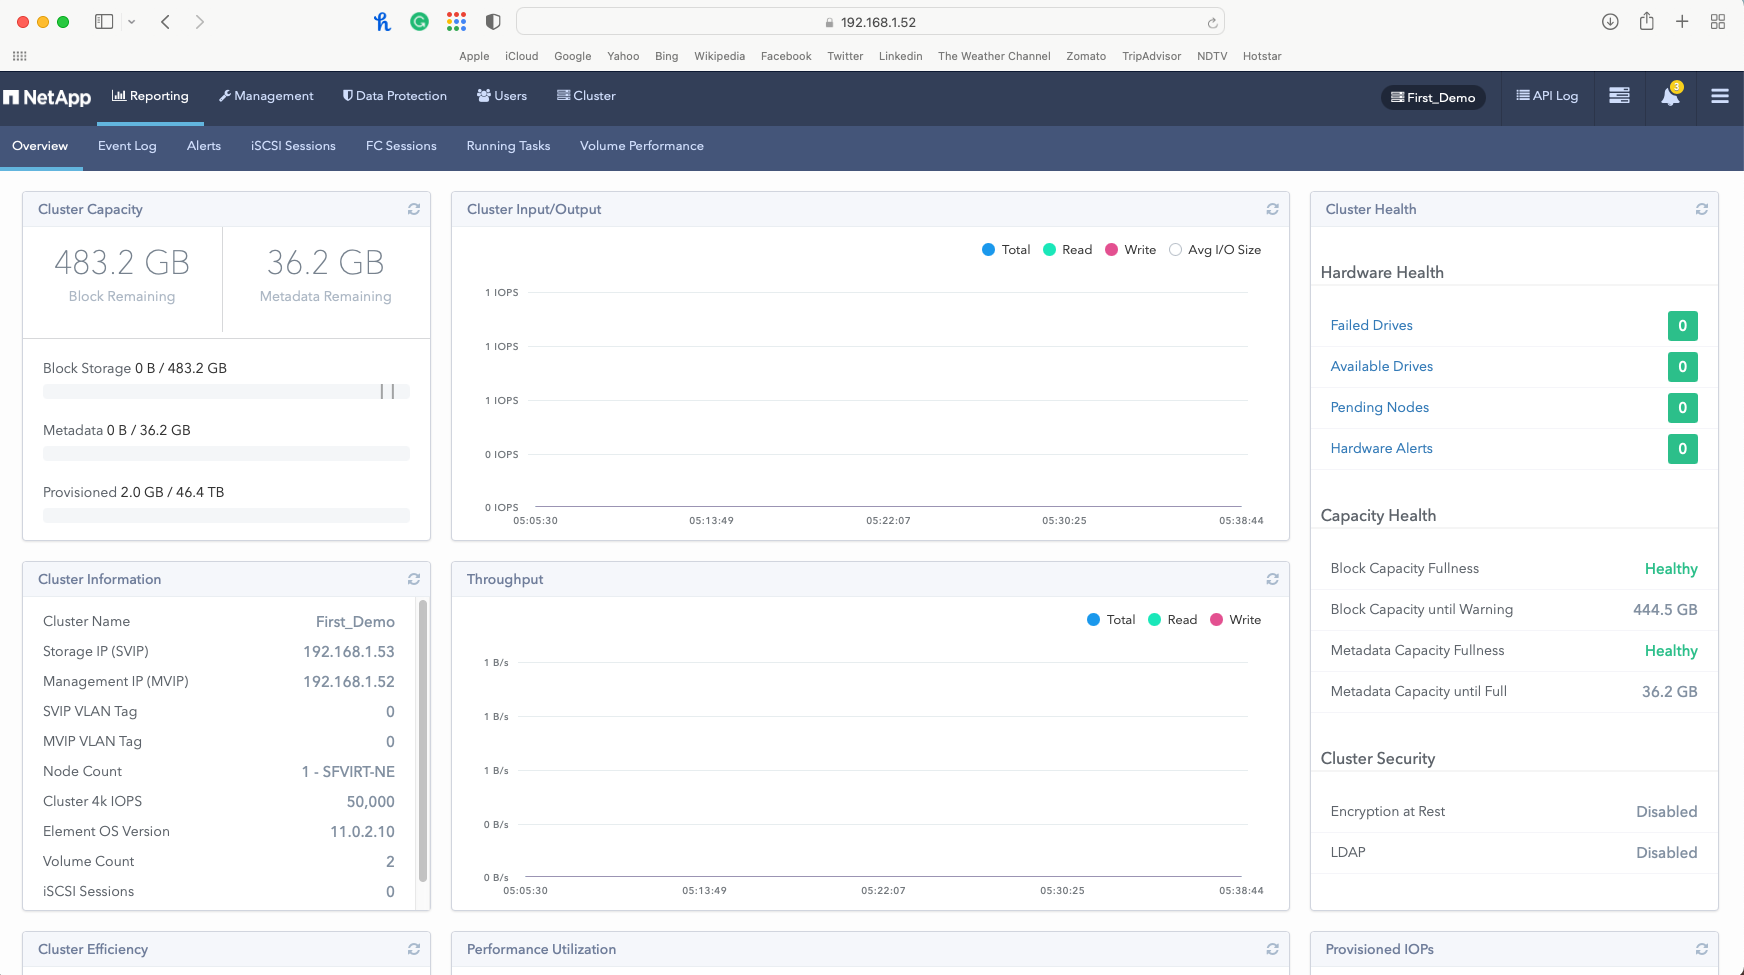 192.168.1.52
Apple iCloud Google Yahoo Bing Wikipedia Facebook Twitter Linkedin The Weather Channel Zomato TripAdvisor NDTV Hotstar
NetApp Reporting Management Data Protection Users Cluster First_Demo API Log 3
Overview Event Log Alerts iSCSI Sessions FC Sessions Running Tasks Volume Performance
Cluster Capacity
483.2 GB 36.2 GB
Block Remaining Metadata Remaining
Block Storage 0 B / 483.2 GB
Metadata 0 B / 36.2 GB
Provisioned 2.0 GB / 46.4 TB
Cluster Input/Output
Total Read Write Avg I/O Size
1 IOPS
1 IOPS
1 IOPS
0 IOPS
0 IOPS
05:05:30 05:13:49 05:22:07 05:30:25 05:38:44
Cluster Health
Hardware Health
Failed Drives 0
Available Drives 0
Pending Nodes 0
Hardware Alerts 0
Capacity Health
Block Capacity Fullness Healthy
Block Capacity until Warning 444.5 GB
Metadata Capacity Fullness Healthy
Metadata Capacity until Full 36.2 GB
Cluster Security
Encryption at Rest Disabled
LDAP Disabled
Cluster Information
Cluster Name First_Demo
Storage IP (SVIP) 192.168.1.53
Management IP (MVIP) 192.168.1.52
SVIP VLAN Tag 0
MVIP VLAN Tag 0
Node Count 1 - SFVIRT-NE
Cluster 4k IOPS 50,000
Element OS Version 11.0.2.10
Volume Count 2
iSCSI Sessions 0
Throughput
Total Read Write
1 B/s
1 B/s
1 B/s
0 B/s
0 B/s
05:05:30 05:13:49 05:22:07 05:30:25 05:38:44
Cluster Efficiency
Performance Utilization
Provisioned IOPs